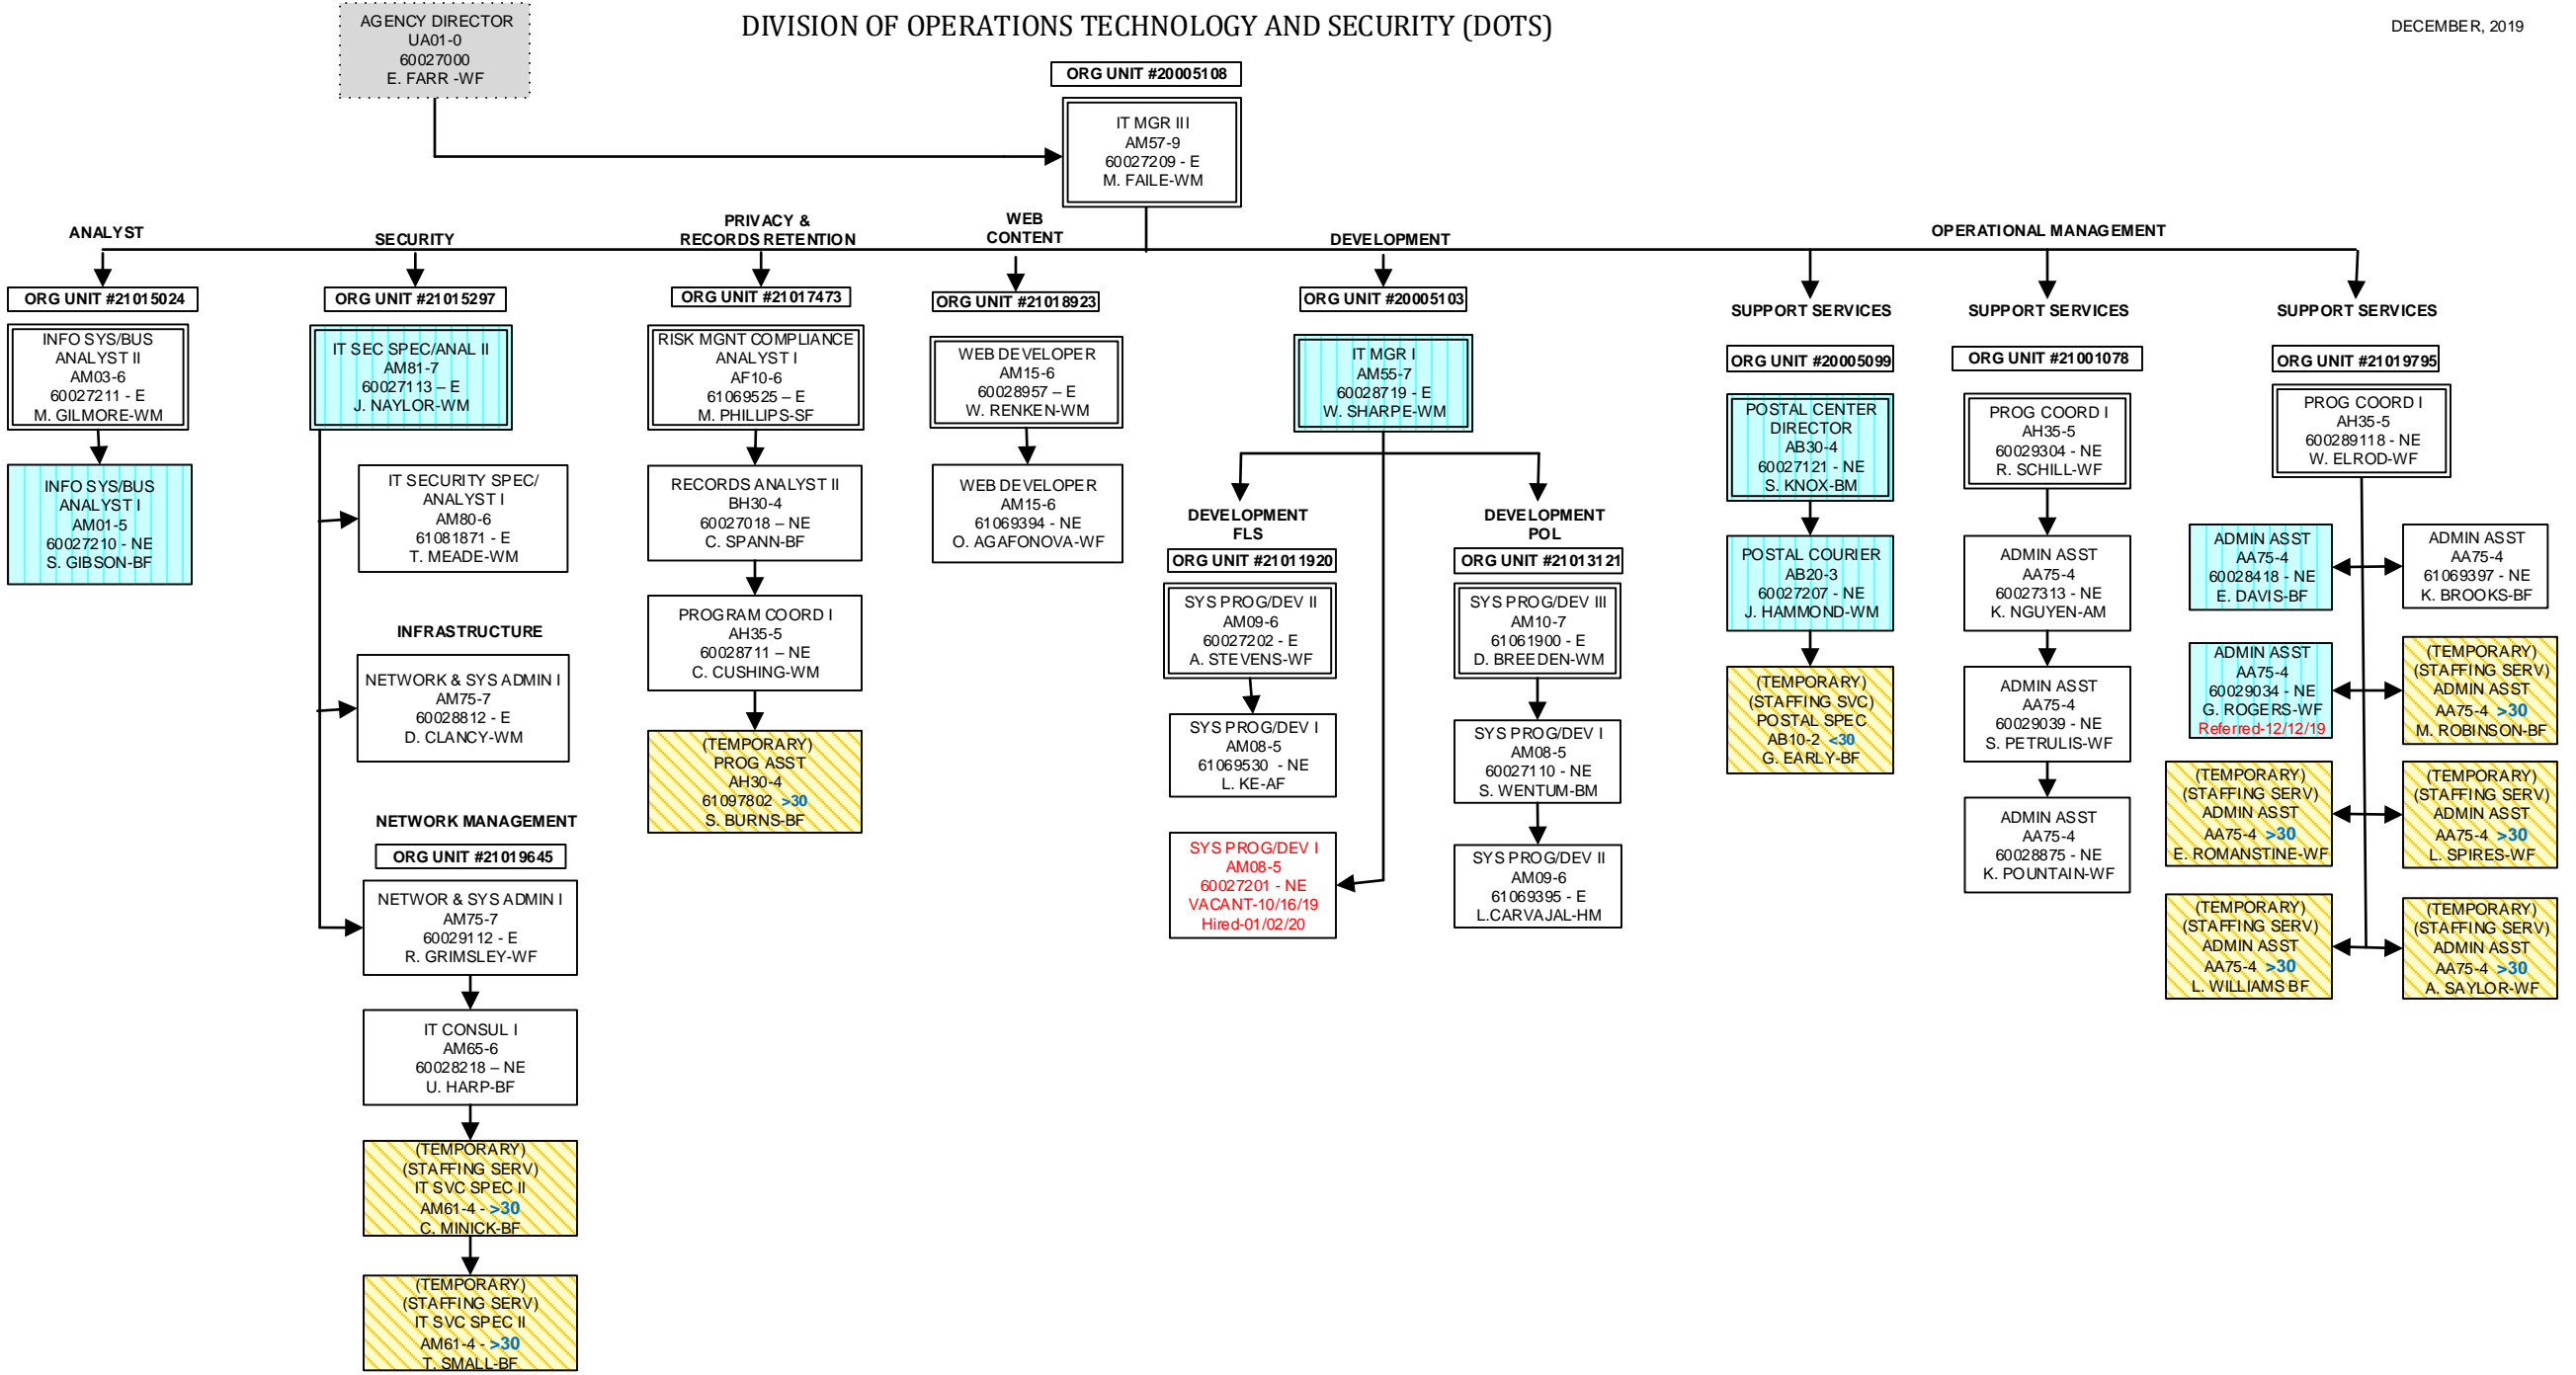 DIVISION OF OPERATIONS TECHNOLOGY AND SECURITY (DOTS)
DECEMBER, 2019
AGENCY DIRECTOR
UA01-0
60027000
E. FARR -WF
ORG UNIT #20005108
IT MGR III
AM57-9
60027209 - E
M. FAILE-WM
ANALYST
ORG UNIT #21015024
INFO SYS/BUS
ANALYST II
AM03-6
60027211 - E
M. GILMORE-WM
INFO SYS/BUS
ANALYST I
AM01-5
60027210 - NE
S. GIBSON-BF
SECURITY
ORG UNIT #21015297
IT SEC SPEC/ANAL II
AM81-7
60027113 – E
J. NAYLOR-WM
IT SECURITY SPEC/
ANALYST I
AM80-6
61081871 - E
T. MEADE-WM
INFRASTRUCTURE
NETWORK & SYS ADMIN I
AM75-7
60028812 - E
D. CLANCY-WM
NETWORK MANAGEMENT
ORG UNIT #21019645
NETWOR & SYS ADMIN I
AM75-7
60029112 - E
R. GRIMSLEY-WF
IT CONSUL I
AM65-6
60028218 – NE
U. HARP-BF
(TEMPORARY)
(STAFFING SERV)
IT SVC SPEC II
AM61-4 - >30
C. MINICK-BF
(TEMPORARY)
(STAFFING SERV)
IT SVC SPEC II
AM61-4 - >30
T. SMALL-BF
PRIVACY &
RECORDS RETENTION
ORG UNIT #21017473
RISK MGNT COMPLIANCE
ANALYST I
AF10-6
61069525 – E
M. PHILLIPS-SF
RECORDS ANALYST II
BH30-4
60027018 – NE
C. SPANN-BF
PROGRAM COORD I
AH35-5
60028711 – NE
C. CUSHING-WM
(TEMPORARY)
PROG ASST
AH30-4
61097802 >30
S. BURNS-BF
WEB
CONTENT
ORG UNIT #21018923
WEB DEVELOPER
AM15-6
60028957 – E
W. RENKEN-WM
WEB DEVELOPER
AM15-6
61069394 - NE
O. AGAFONOVA-WF
DEVELOPMENT
ORG UNIT #20005103
IT MGR I
AM55-7
60028719 - E
W. SHARPE-WM
DEVELOPMENT
FLS
ORG UNIT #21011920
SYS PROG/DEV II
AM09-6
60027202 - E
A. STEVENS-WF
SYS PROG/DEV I
AM08-5
61069530 - NE
L. KE-AF
SYS PROG/DEV I
AM08-5
60027201 - NE
VACANT-10/16/19
Hired-01/02/20
DEVELOPMENT
POL
ORG UNIT #21013121
SYS PROG/DEV III
AM10-7
61061900 - E
D. BREEDEN-WM
SYS PROG/DEV I
AM08-5
60027110 - NE
S. WENTUM-BM
SYS PROG/DEV II
AM09-6
61069395 - E
L.CARVAJAL-HM
OPERATIONAL MANAGEMENT
SUPPORT SERVICES
ORG UNIT #20005099
POSTAL CENTER
DIRECTOR
AB30-4
60027121 - NE
S. KNOX-BM
POSTAL COURIER
AB20-3
60027207 - NE
J. HAMMOND-WM
(TEMPORARY)
(STAFFING SVC)
POSTAL SPEC
AB10-2 <30
G. EARLY-BF
SUPPORT SERVICES
ORG UNIT #21001078
PROG COORD I
AH35-5
60029304 - NE
R. SCHILL-WF
ADMIN ASST
AA75-4
60027313 - NE
K. NGUYEN-AM
ADMIN ASST
AA75-4
60029039 - NE
S. PETRULIS-WF
ADMIN ASST
AA75-4
60028875 - NE
K. POUNTAIN-WF
SUPPORT SERVICES
ORG UNIT #21019795
PROG COORD I
AH35-5
600289118 - NE
W. ELROD-WF
ADMIN ASST
AA75-4
60028418 - NE
E. DAVIS-BF
ADMIN ASST
AA75-4
61069397 - NE
K. BROOKS-BF
ADMIN ASST
AA75-4
60029034 - NE
G. ROGERS-WF
Referred-12/12/19
(TEMPORARY)
(STAFFING SERV)
ADMIN ASST
AA75-4 >30
M. ROBINSON-BF
(TEMPORARY)
(STAFFING SERV)
ADMIN ASST
AA75-4 >30
E. ROMANSTINE-WF
(TEMPORARY)
(STAFFING SERV)
ADMIN ASST
AA75-4 >30
L. SPIRES-WF
(TEMPORARY)
(STAFFING SERV)
ADMIN ASST
AA75-4 >30
L. WILLIAMS BF
(TEMPORARY)
(STAFFING SERV)
ADMIN ASST
AA75-4 >30
A. SAYLOR-WF